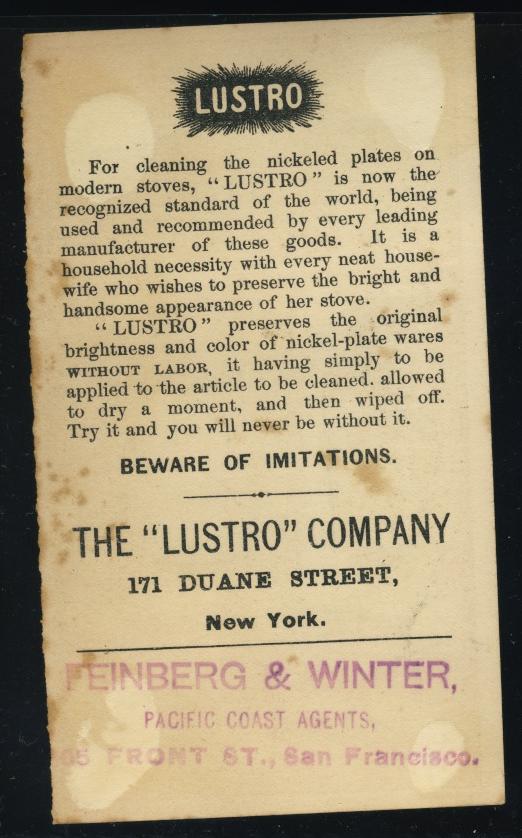 LUSTRO
For cleaning the nickeled plates on
modern stoves, "LUSTRO" is now the
recognized standard of the world, being
used and recommended by every leading
manufacturer of these goods. It is a
household necessity with every neat house-
wife who wishes to preserve the bright and
handsome appearance of her stove.
"LUSTRO" preserves the original
brightness and color of nickel-plate wares
WITHOUT LABOR, it having simply to be
applied to the article to be cleaned. allowed
to dry a moment, and then wiped off.
Try it and you will never be without it.
BEWARE OF IMITATIONS.
THE "LUSTRO" COMPANY
171 DUANE STREET,
New York.
FEINBERG & WINTER,
PACIFIC COAST AGENTS,
FRONT ST., San Francisco.